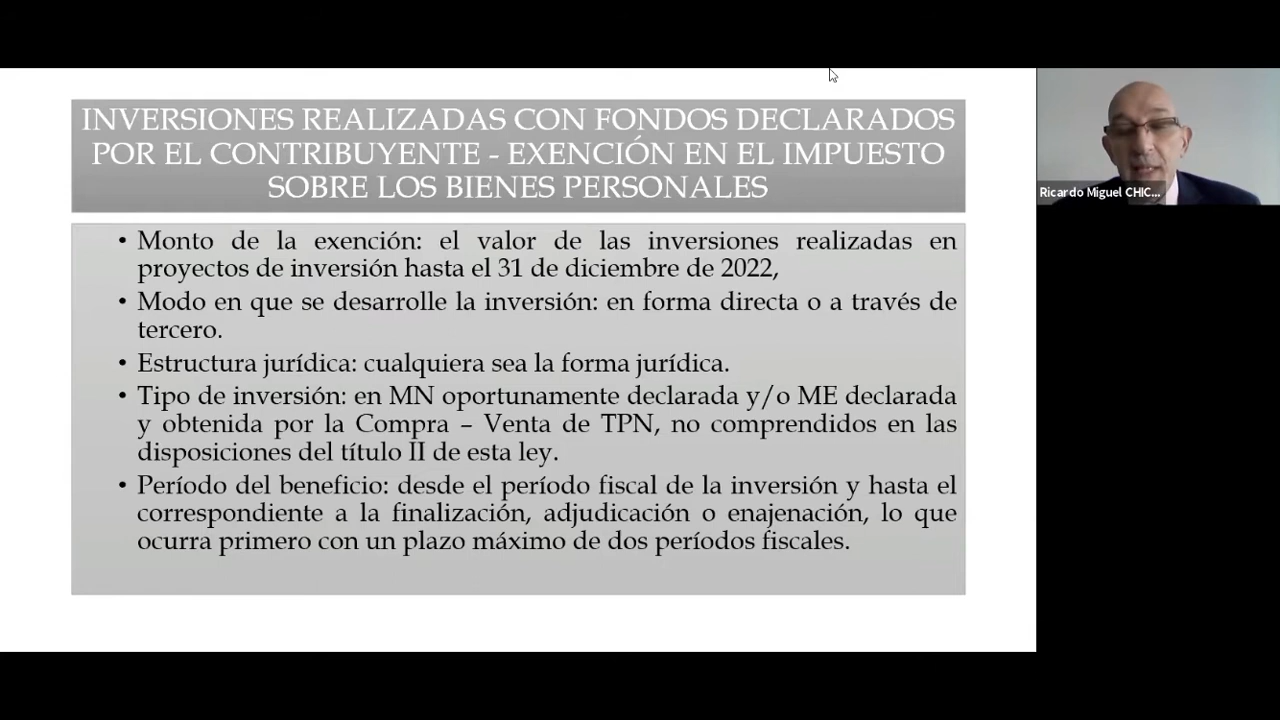 INVERSIONES REALIZADAS CON FONDOS DECLARADOS
POR EL CONTRIBUYENTE - EXENCIÓN EN EL IMPUESTO
SOBRE LOS BIENES PERSONALES
• Monto de la exención: el valor de las inversiones realizadas en
proyectos de inversión hasta el 31 de diciembre de 2022,
• Modo en que se desarrolle la inversión: en forma directa o a través de
tercero.
• Estructura jurídica: cualquiera sea la forma jurídica.
• Tipo de inversión: en MN oportunamente declarada y/o ME declarada
y obtenida por la Compra – Venta de TPN, no comprendidos en las
disposiciones del título II de esta ley.
• Período del beneficio: desde el período fiscal de la inversión y hasta el
correspondiente a la finalización, adjudicación o enajenación, lo que
ocurra primero con un plazo máximo de dos períodos fiscales.
Ricardo Miguel CHIC...